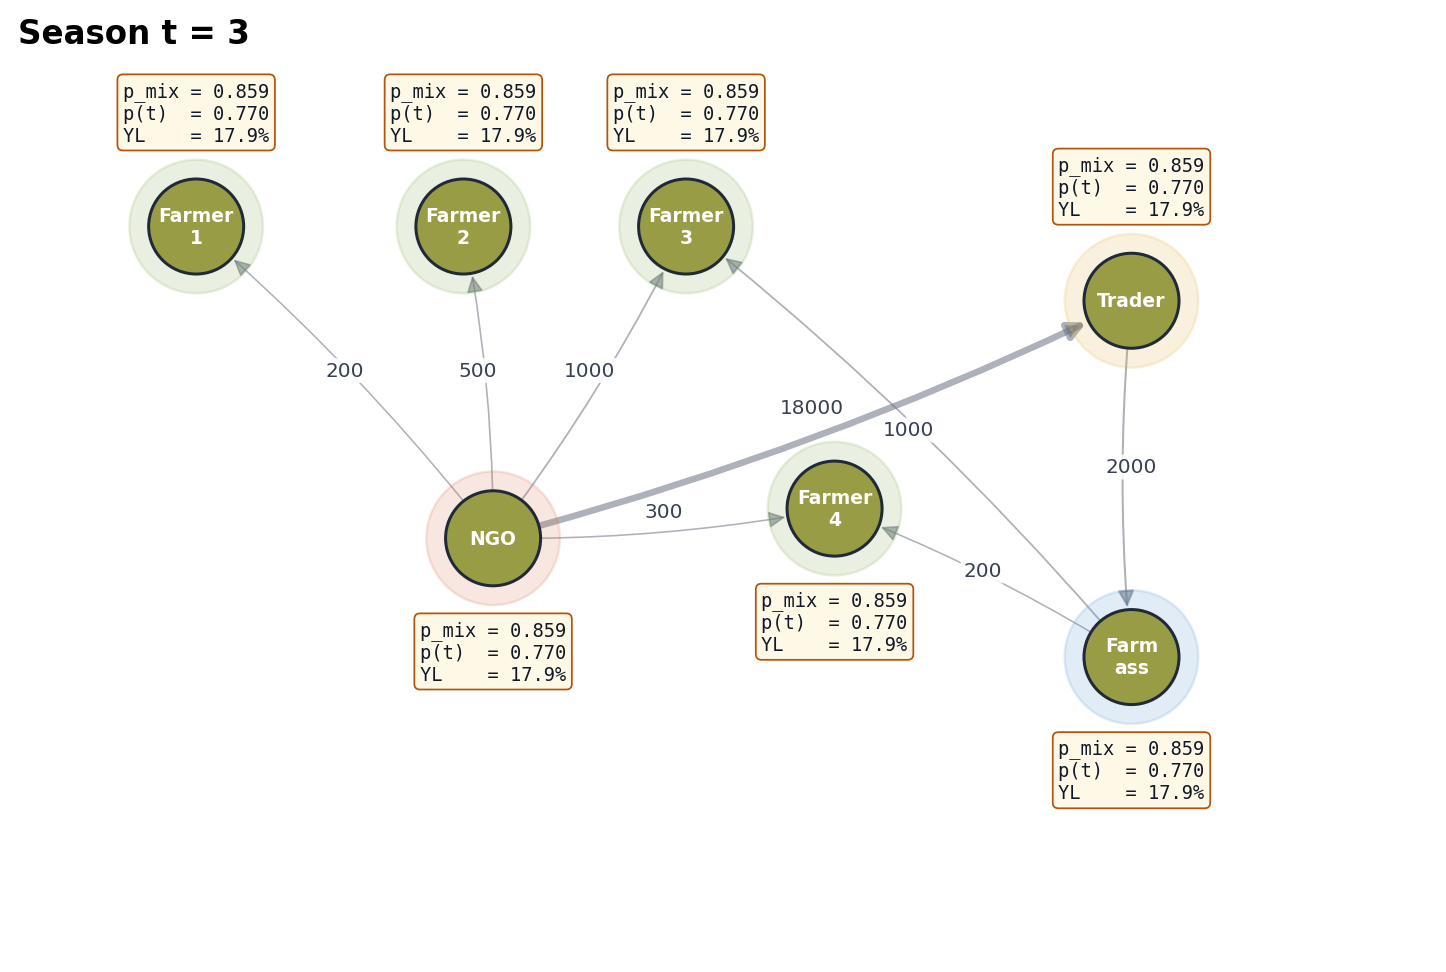 Season t = 3
p_mix = 0.859
p(t)  = 0.770
YL    = 17.9%
p_mix = 0.859
p(t)  = 0.770
YL    = 17.9%
p_mix = 0.859
p(t)  = 0.770
YL    = 17.9%
p_mix = 0.859
p(t)  = 0.770
YL    = 17.9%
Farmer
1
Farmer
2
Farmer
3
Trader
200
500
1000
18000
1000
2000
300
Farmer
4
NGO
200
p_mix = 0.859
p(t)  = 0.770
YL    = 17.9%
p_mix = 0.859
p(t)  = 0.770
YL    = 17.9%
Farm
ass
p_mix = 0.859
p(t)  = 0.770
YL    = 17.9%